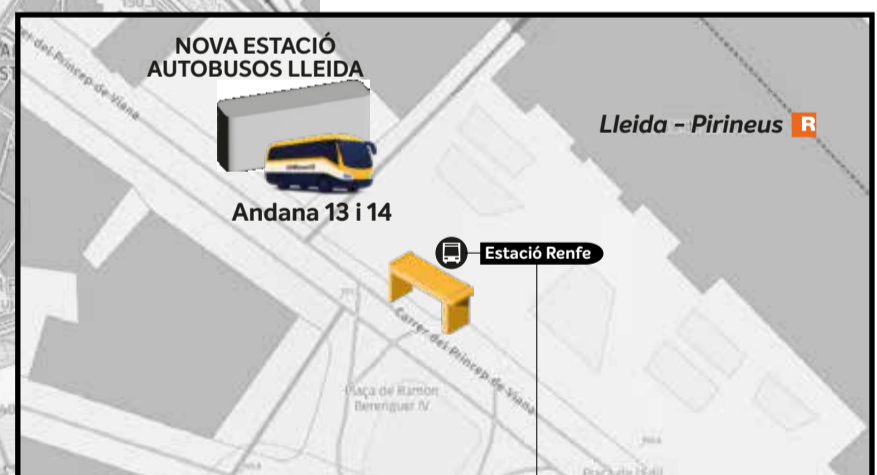 NOVA ESTACIÓ
AUTOBUSOS LLEIDA
Andana 13 i 14
Lleida - Pirineus R
Estació Renfe
del Príncep de Viana
Carrer del Príncep de Viana
Plaça de Ramon
Berenguer IV